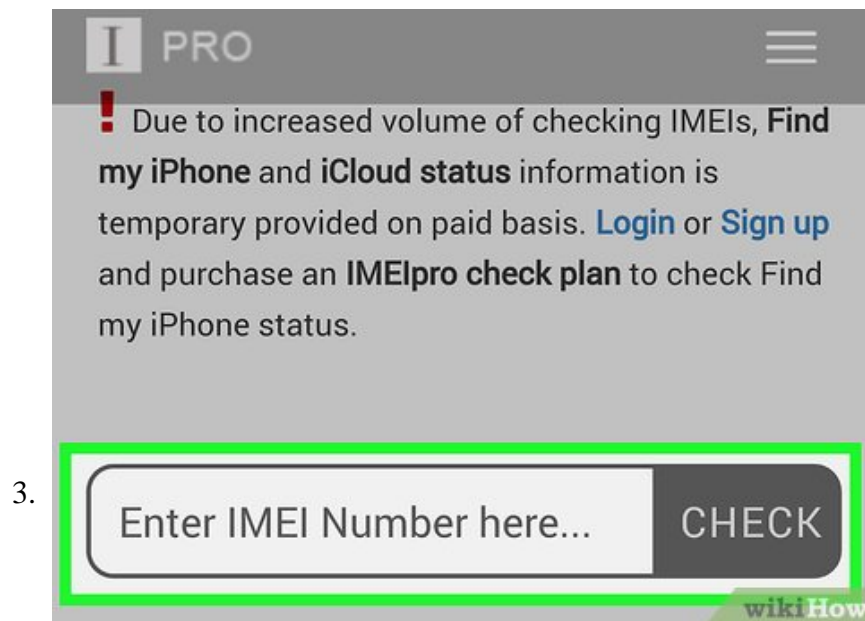 I PRO
! Due to increased volume of checking IMEIs, Find
my iPhone and iCloud status information is
temporary provided on paid basis. Login or Sign up
and purchase an IMEIpro check plan to check Find
my iPhone status.
3.
Enter IMEI Number here... CHECK
wikiHow